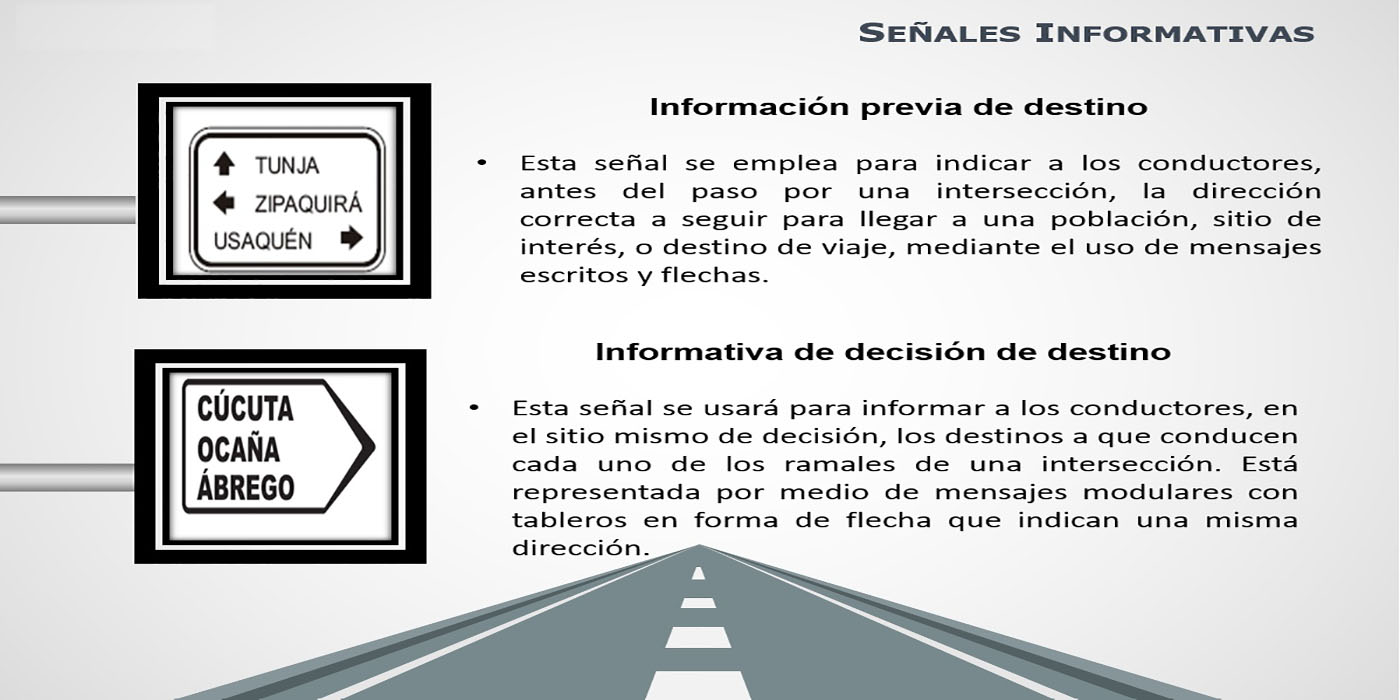 SEÑALES INFORMATIVAS
TUNJA
ZIPAQUIRÁ
USAQUÉN
Información previa de destino
• Esta señal se emplea para indicar a los conductores,
antes del paso por una intersección, la dirección
correcta a seguir para llegar a una población, sitio de
interés, o destino de viaje, mediante el uso de mensajes
escritos y flechas.
CÚCUTA
OCAÑA
ÁBREGO
Informativa de decisión de destino
• Esta señal se usará para informar a los conductores, en
el sitio mismo de decisión, los destinos a que conducen
cada uno de los ramales de una intersección. Está
representada por medio de mensajes modulares con
tableros en forma de flecha que indican una misma
dirección.